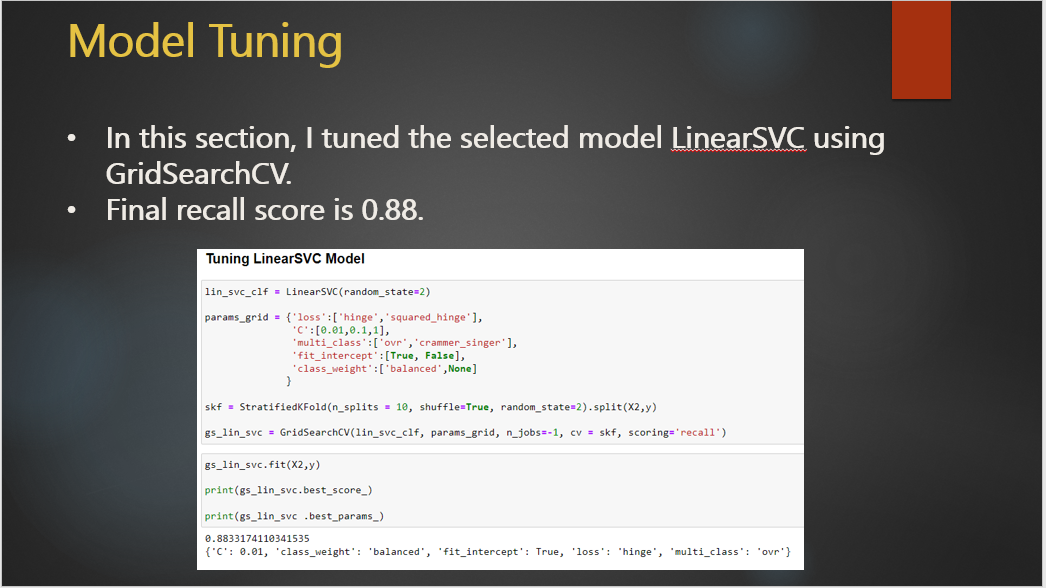 Model Tuning
• In this section, I tuned the selected model LinearSVC using
GridSearchCV.
• Final recall score is 0.88.
Tuning LinearSVC Model
lin_svc_clf = LinearSVC(random_state=2)
params_grid = {'loss':['hinge','squared_hinge'],
'C':[0.01,0.1,1],
'multi_class':['ovr','crammer_singer'],
'fit_intercept':[True, False],
'class_weight':['balanced',None]
}
skf = StratifiedKFold(n_splits = 10, shuffle=True, random_state=2).split(X2,y)
gs_lin_svc = GridSearchCV(lin_svc_clf, params_grid, n_jobs=-1, cv = skf, scoring='recall')
gs_lin_svc.fit(X2,y)
print(gs_lin_svc.best_score_)
print(gs_lin_svc .best_params_)
0.8833174110341535
{'C': 0.01, 'class_weight': 'balanced', 'fit_intercept': True, 'loss': 'hinge', 'multi_class': 'ovr'}